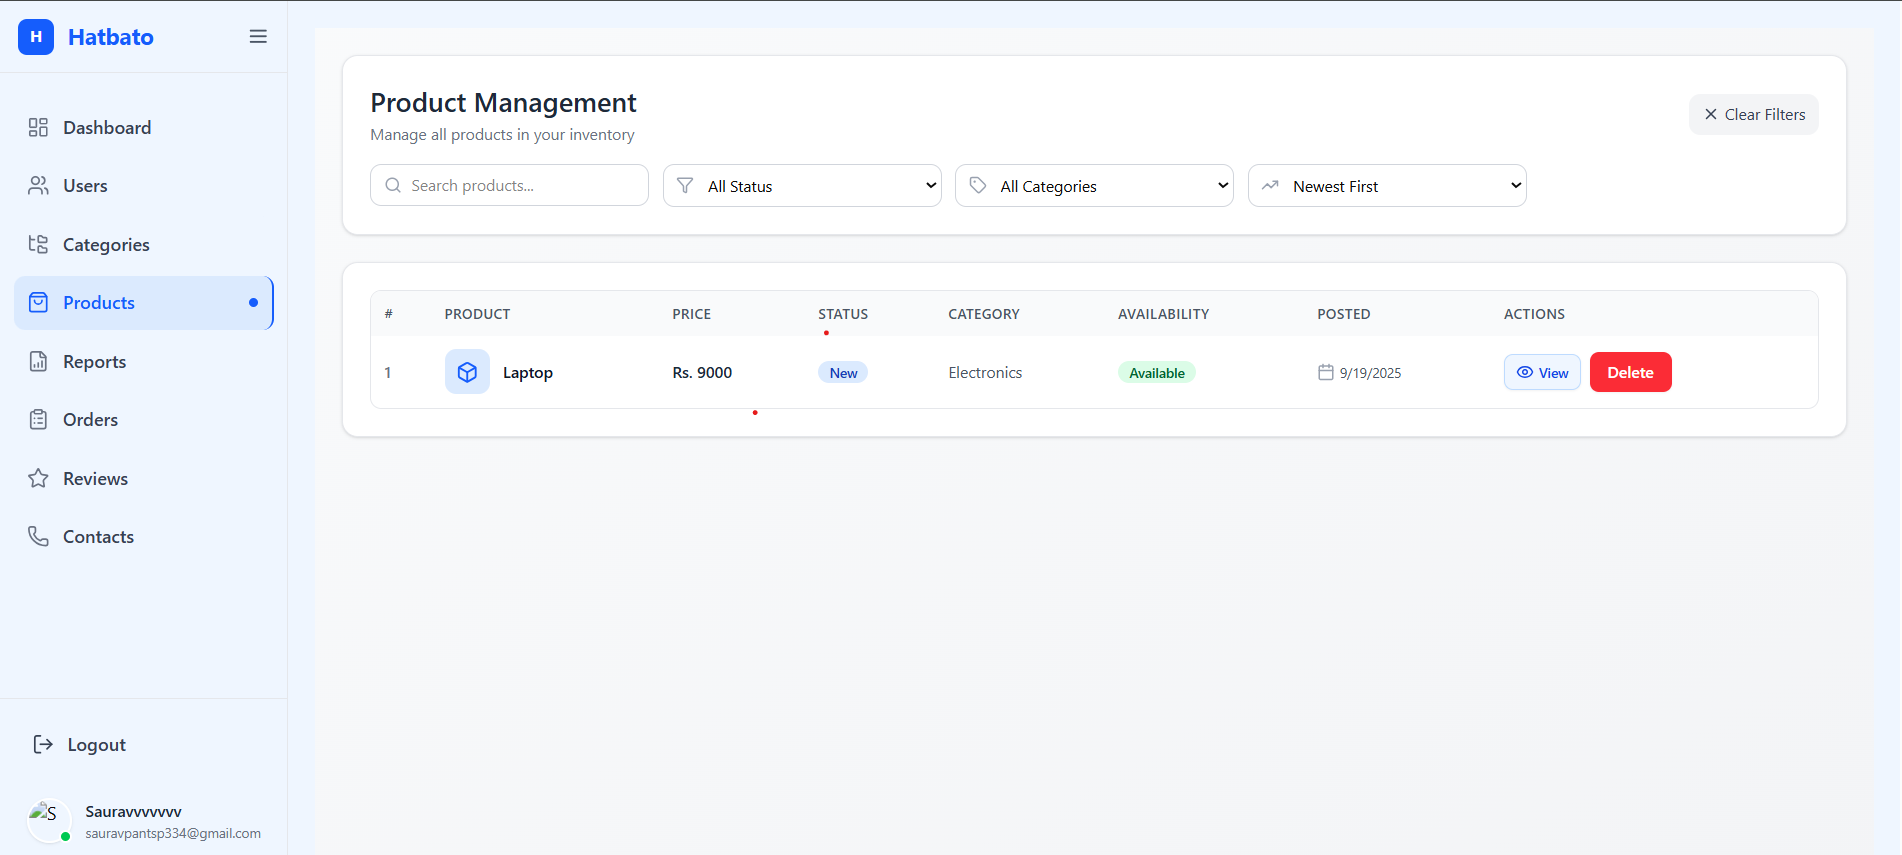 H Hatbato
Dashboard
Users
Categories
Products
Reports
Orders
Reviews
Contacts
Logout
S
Sauravvvvvvv
sauravpantsp334@gmail.com
Product Management
Manage all products in your inventory
Clear Filters
Search products... All Status All Categories Newest First
# PRODUCT PRICE STATUS CATEGORY AVAILABILITY POSTED ACTIONS
1 Laptop Rs. 9000 New Electronics Available 9/19/2025 View Delete